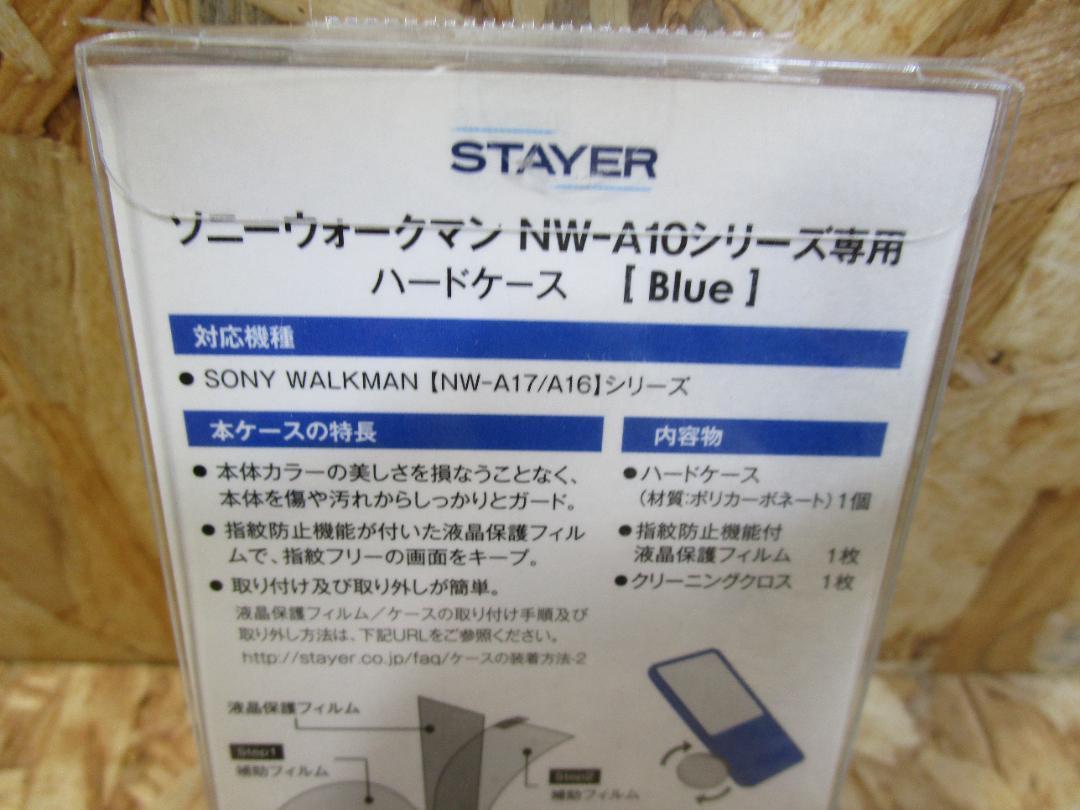 STAYER
ソニーウォークマン NW-A10シリーズ専用
ハードケース [ Blue ]
対応機種
● SONY WALKMAN【NW-A17/A16】シリーズ
本ケースの特長
● 本体カラーの美しさを損なうことなく、
本体を傷や汚れからしっかりとガード。
● 指紋防止機能が付いた液晶保護フィル
ムで、指紋フリーの画面をキープ。
● 取り付け及び取り外しが簡単。
液晶保護フィルム／ケースの取り付け手順及び
取り外し方法は、下記URLをご参照ください。
http://stayer.co.jp/faq/ケースの装着方法-2
内容物
●ハードケース
(材質:ポリカーボネート) 1個
●指紋防止機能付
液晶保護フィルム 1枚
●クリーニングクロス 1枚
液晶保護フィルム
Step1
補助フィルム
Step2
補助フィルム